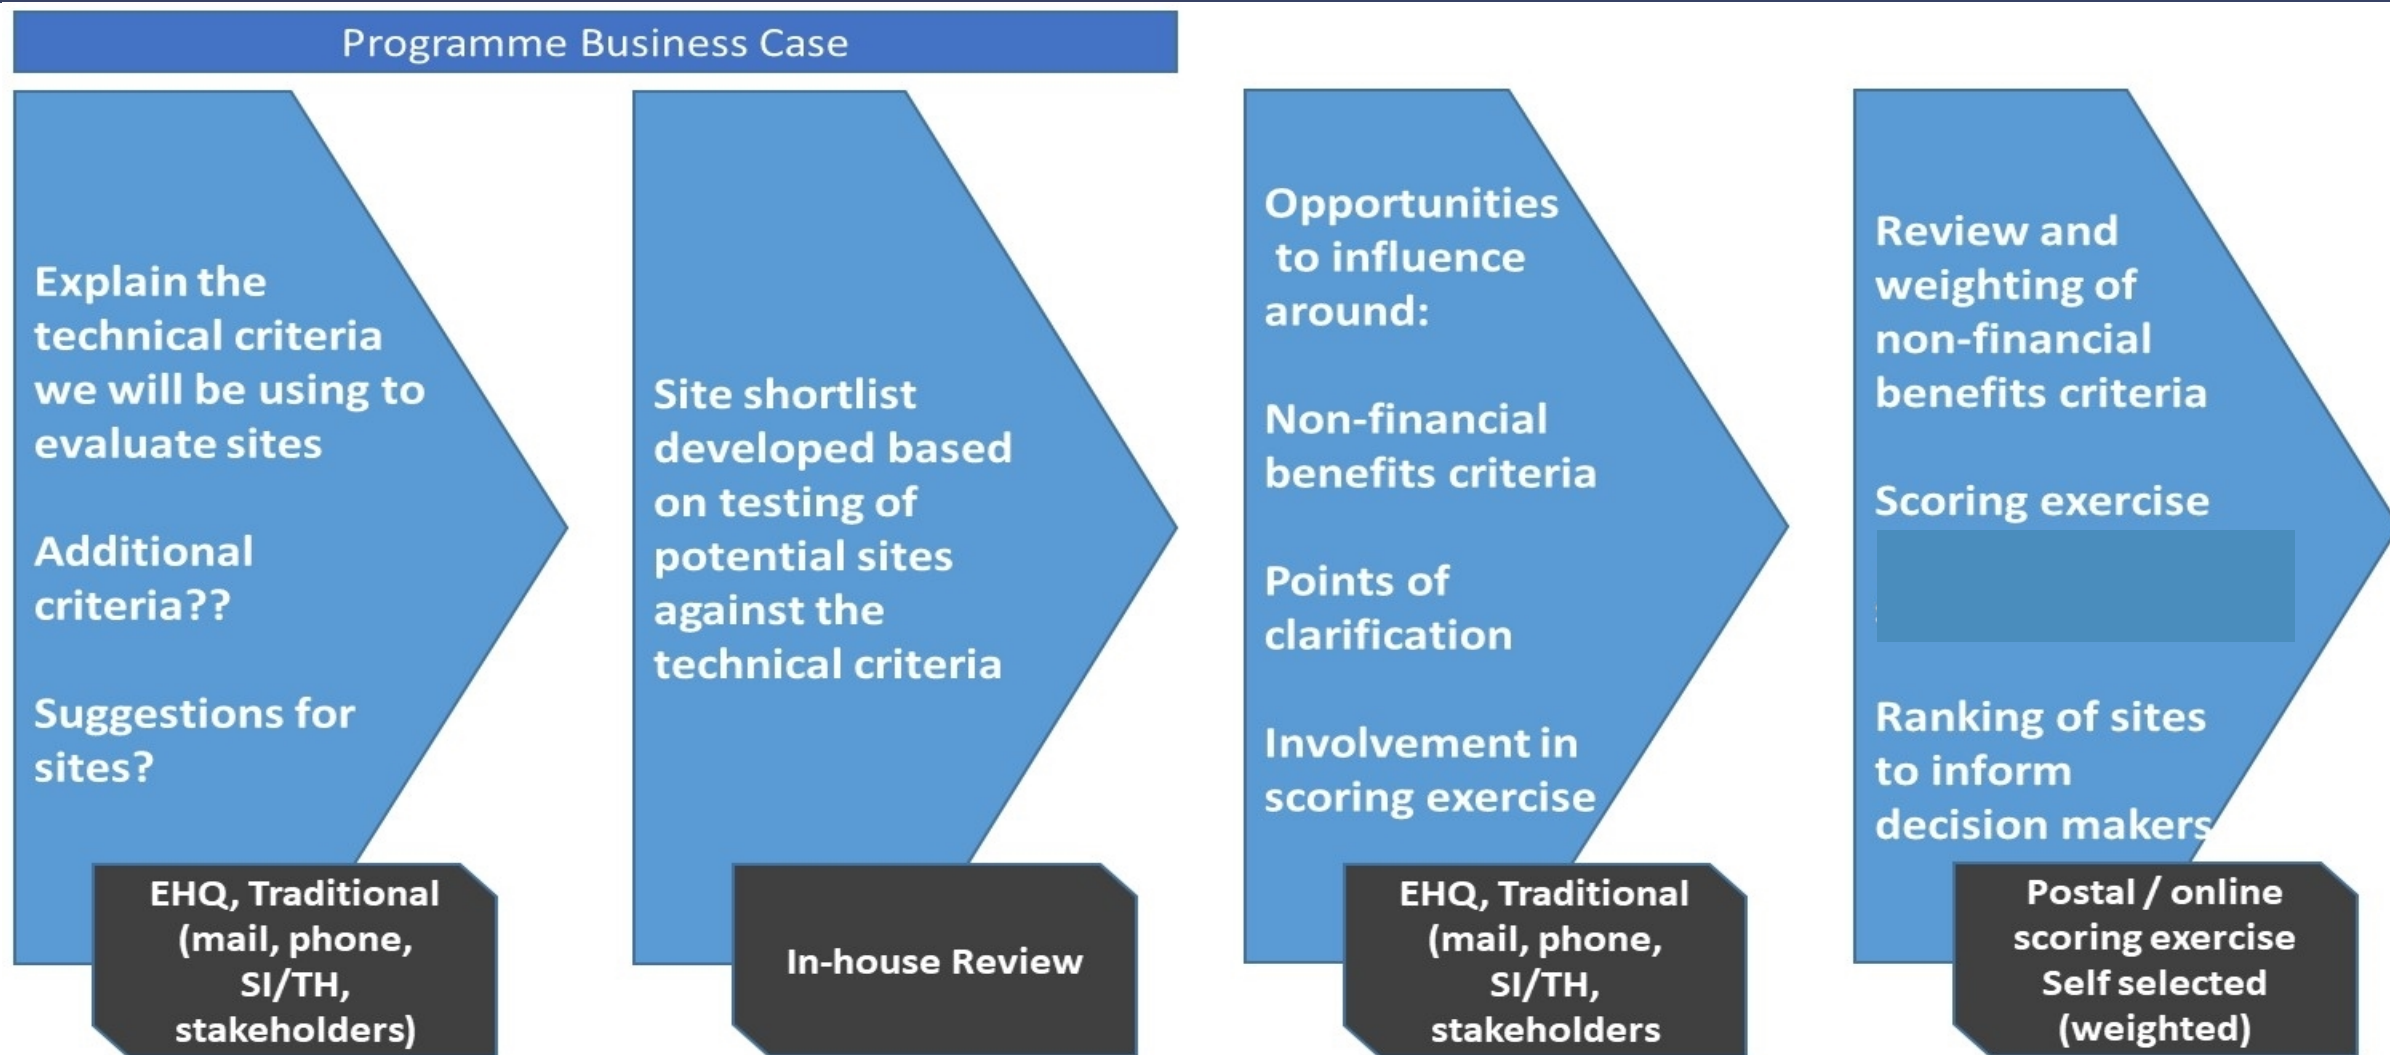 Programme Business Case
Explain the
technical criteria
we will be using to
evaluate sites
Additional
criteria??
Suggestions for
sites?
EHQ, Traditional
(mail, phone,
SI/TH,
stakeholders)
Site shortlist
developed based
on testing of
potential sites
against the
technical criteria
In-house Review
Opportunities
to influence
around:
Non-financial
benefits criteria
Points of
clarification
Involvement in
scoring exercise
EHQ, Traditional
(mail, phone,
SI/TH,
stakeholders
Review and
weighting of
non-financial
benefits criteria
Scoring exercise
Ranking of sites
to inform
decision makers
Postal / online
scoring exercise
Self selected
(weighted)